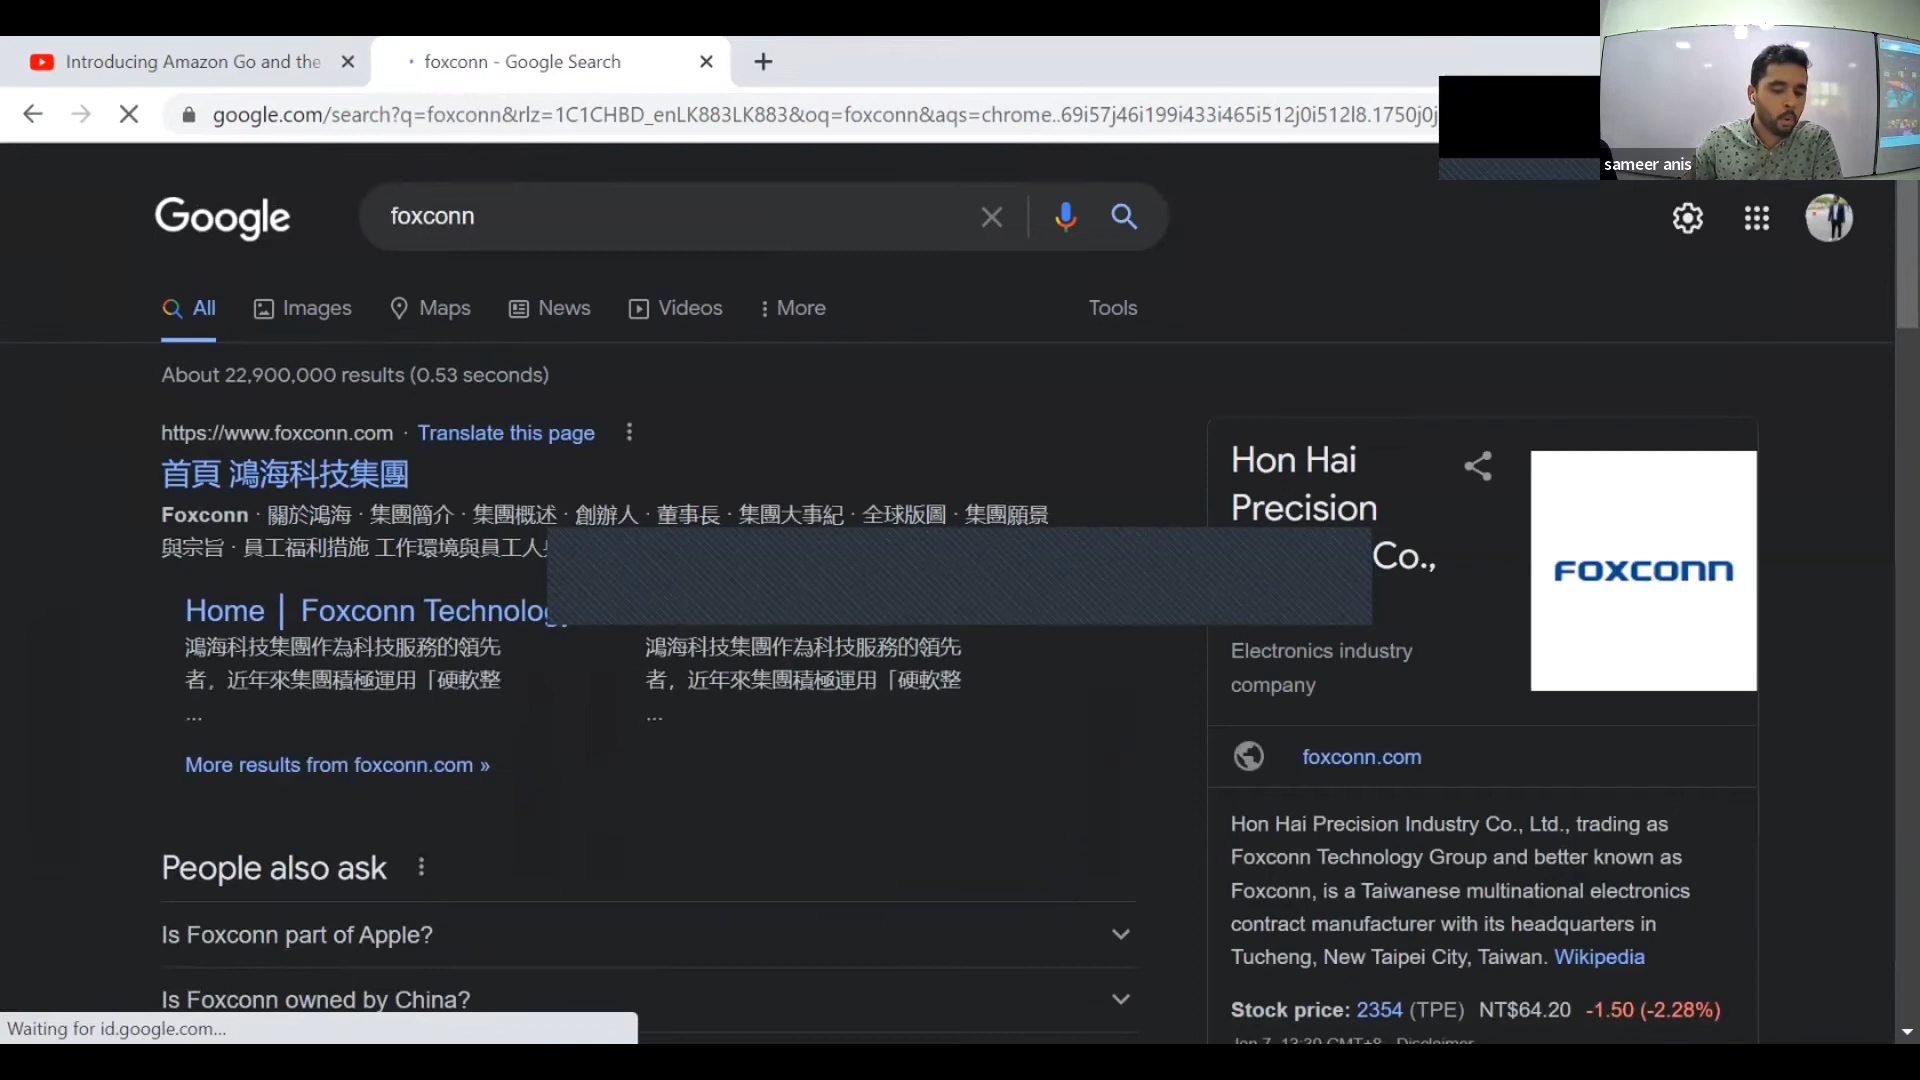 Introducing Amazon Go and the
foxconn - Google Search
google.com/search?q=foxconn&rlz=1C1CHBD_enLK883LK883&oq=foxconn&aqs=chrome..69i57j46i199i433i465i512j0i512l8.1750j0j
sameer anis
Google
foxconn
All
Images
Maps
News
Videos
More
Tools
About 22,900,000 results (0.53 seconds)
https://www.foxconn.com · Translate this page
首頁 鴻海科技集團
Foxconn · 關於鴻海 · 集團簡介 · 集團概述 · 創辦人 · 董事長 · 集團大事紀 · 全球版圖 · 集團願景
與宗旨 · 員工福利措施 工作環境與員工人
Home | Foxconn Technology
鴻海科技集團作為科技服務的領先
者，近年來集團積極運用「硬軟整
...
鴻海科技集團作為科技服務的領先
者，近年來集團積極運用「硬軟整
...
More results from foxconn.com »
People also ask
Is Foxconn part of Apple?
Is Foxconn owned by China?
Waiting for id.google.com...
Hon Hai
Precision
Co.,
FOXCONN
Electronics industry
company
foxconn.com
Hon Hai Precision Industry Co., Ltd., trading as
Foxconn Technology Group and better known as
Foxconn, is a Taiwanese multinational electronics
contract manufacturer with its headquarters in
Tucheng, New Taipei City, Taiwan. Wikipedia
Stock price: 2354 (TPE) NT$64.20 -1.50 (-2.28%)
Jan 7, 13:30 GMT+8 - Disclaimer